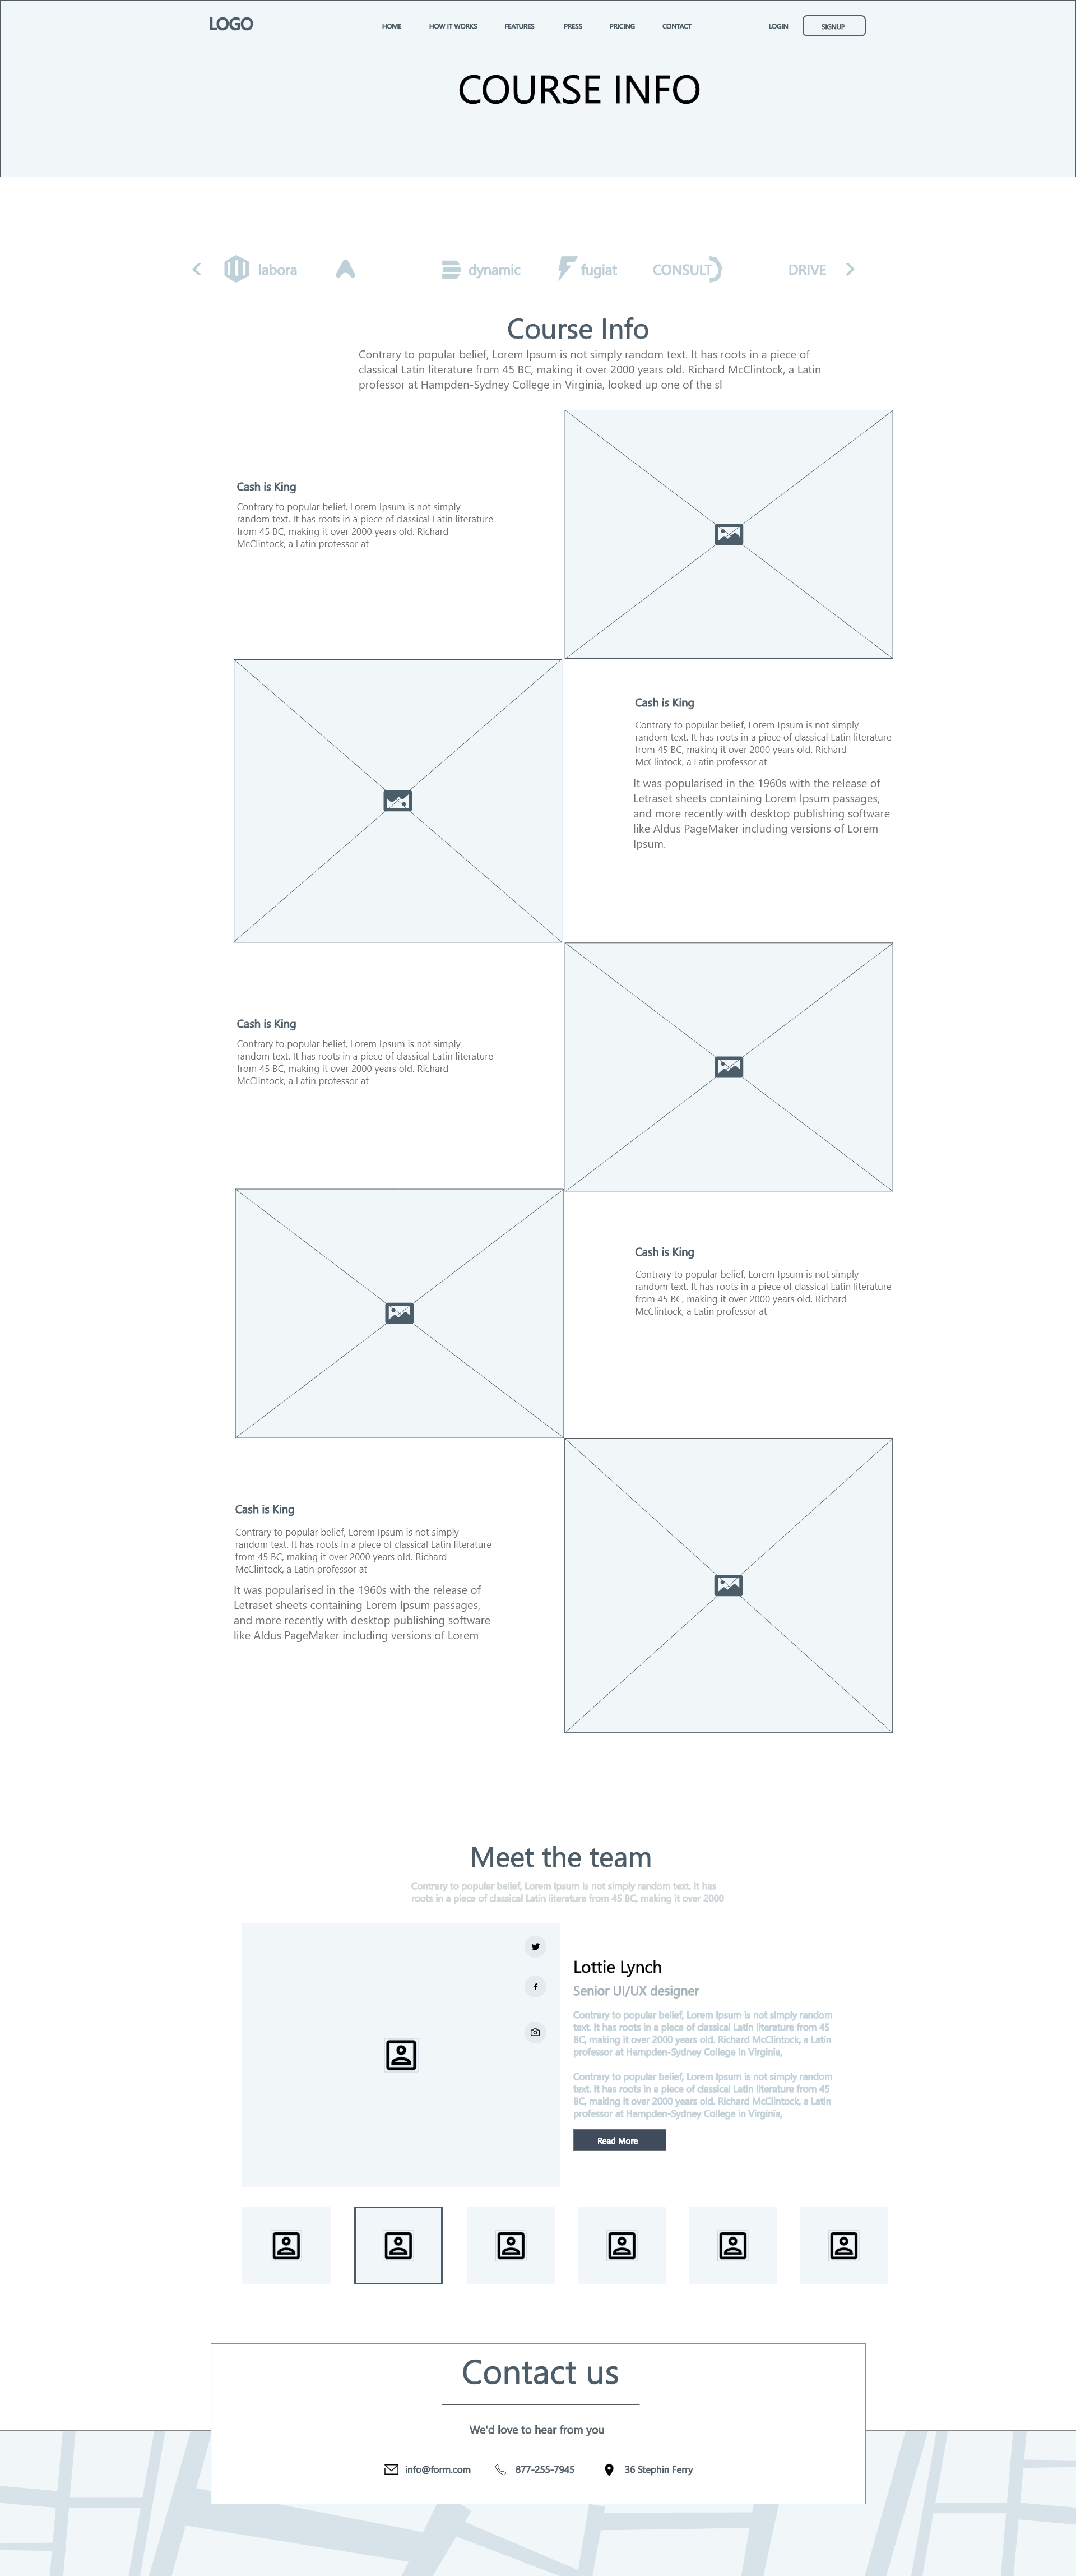 LOGO
HOME
HOW IT WORKS
FEATURES
PRESS
PRICING
CONTACT
LOGIN
SIGNUP
COURSE INFO
labora
dynamic
fugiat
CONSULT
DRIVE
Course Info
Contrary to popular belief, Lorem Ipsum is not simply random text. It has roots in a piece of
classical Latin literature from 45 BC, making it over 2000 years old. Richard McClintock, a Latin
professor at Hampden-Sydney College in Virginia, looked up one of the sl
Cash is King
Contrary to popular belief, Lorem Ipsum is not simply
random text. It has roots in a piece of classical Latin literature
from 45 BC, making it over 2000 years old. Richard
McClintock, a Latin professor at
Cash is King
Contrary to popular belief, Lorem Ipsum is not simply
random text. It has roots in a piece of classical Latin literature
from 45 BC, making it over 2000 years old. Richard
McClintock, a Latin professor at
It was popularised in the 1960s with the release of
Letraset sheets containing Lorem Ipsum passages,
and more recently with desktop publishing software
like Aldus PageMaker including versions of Lorem
Ipsum.
Cash is King
Contrary to popular belief, Lorem Ipsum is not simply
random text. It has roots in a piece of classical Latin literature
from 45 BC, making it over 2000 years old. Richard
McClintock, a Latin professor at
Cash is King
Contrary to popular belief, Lorem Ipsum is not simply
random text. It has roots in a piece of classical Latin literature
from 45 BC, making it over 2000 years old. Richard
McClintock, a Latin professor at
Cash is King
Contrary to popular belief, Lorem Ipsum is not simply
random text. It has roots in a piece of classical Latin literature
from 45 BC, making it over 2000 years old. Richard
McClintock, a Latin professor at
It was popularised in the 1960s with the release of
Letraset sheets containing Lorem Ipsum passages,
and more recently with desktop publishing software
like Aldus PageMaker including versions of Lorem
Meet the team
Contrary to popular belief, Lorem Ipsum is not simply random text. It has
roots in a piece of classical Latin literature from 45 BC, making it over 2000
Lottie Lynch
Senior UI/UX designer
Contrary to popular belief, Lorem Ipsum is not simply random
text. It has roots in a piece of classical Latin literature from 45
BC, making it over 2000 years old. Richard McClintock, a Latin
professor at Hampden-Sydney College in Virginia,
Contrary to popular belief, Lorem Ipsum is not simply random
text. It has roots in a piece of classical Latin literature from 45
BC, making it over 2000 years old. Richard McClintock, a Latin
professor at Hampden-Sydney College in Virginia,
Read More
Contact us
We'd love to hear from you
info@form.com
877-255-7945
36 Stephin Ferry